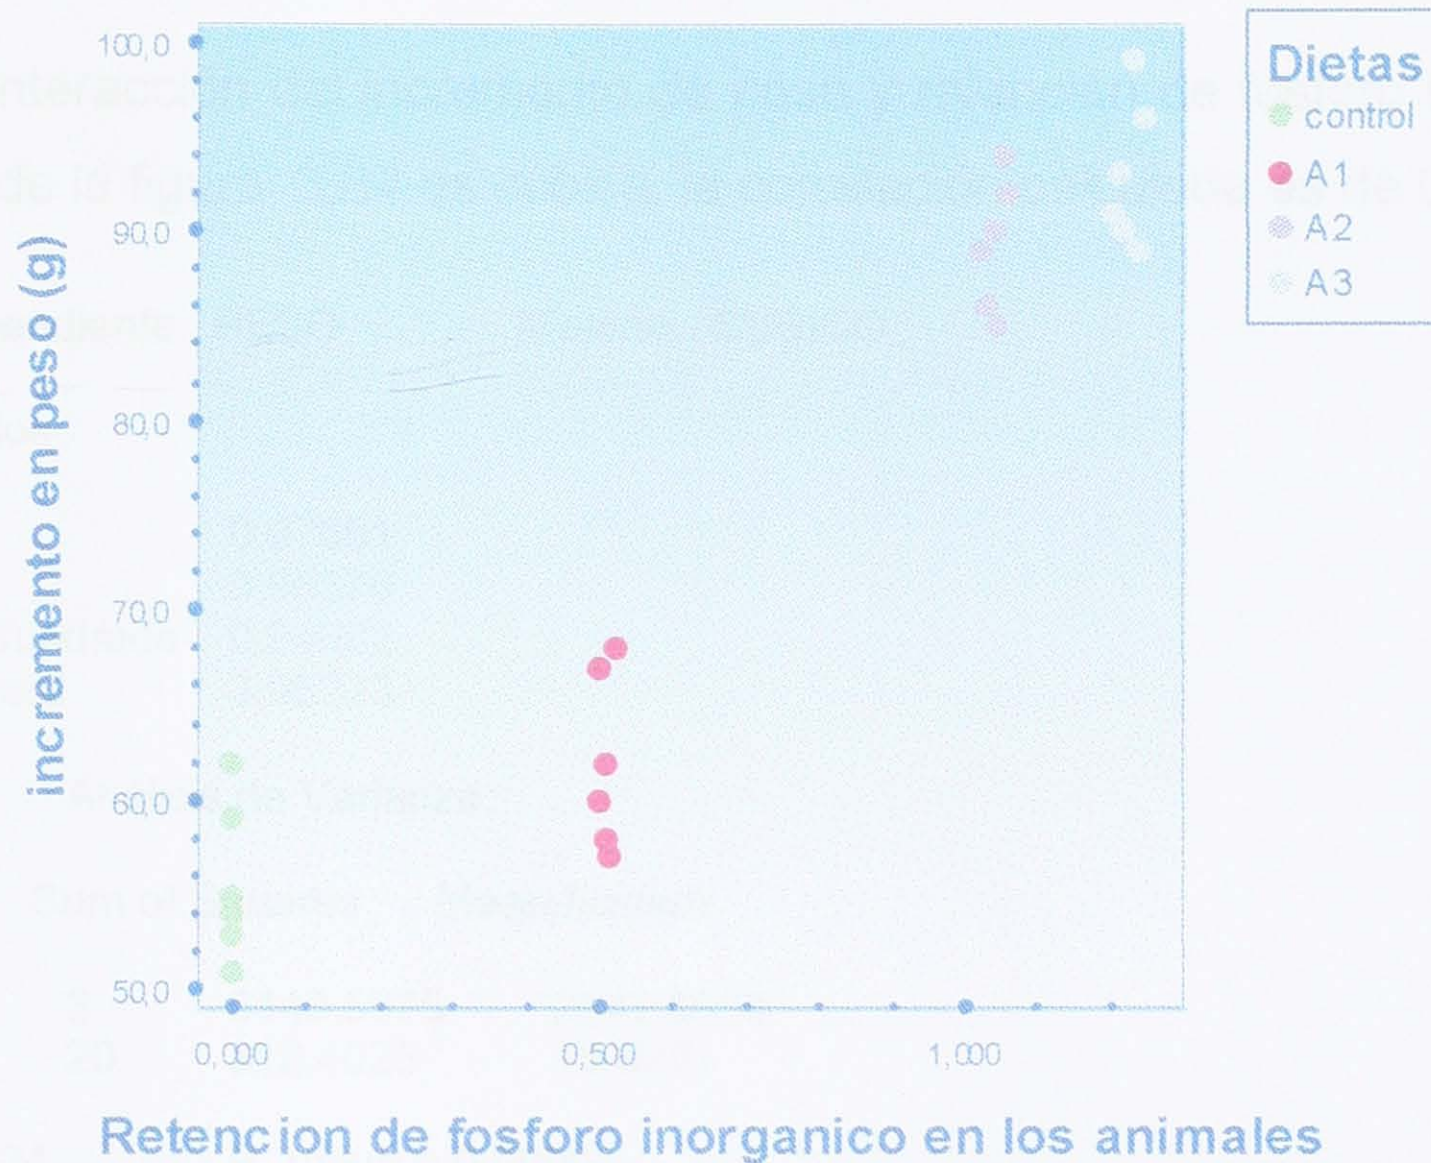 100,0
90,0
80,0
70,0
60,0
50,0
incremento en peso (g)
0,000
0,500
1,000
Retencion de fosforo inorganico en los animales
Dietas
control
A1
A2
A3